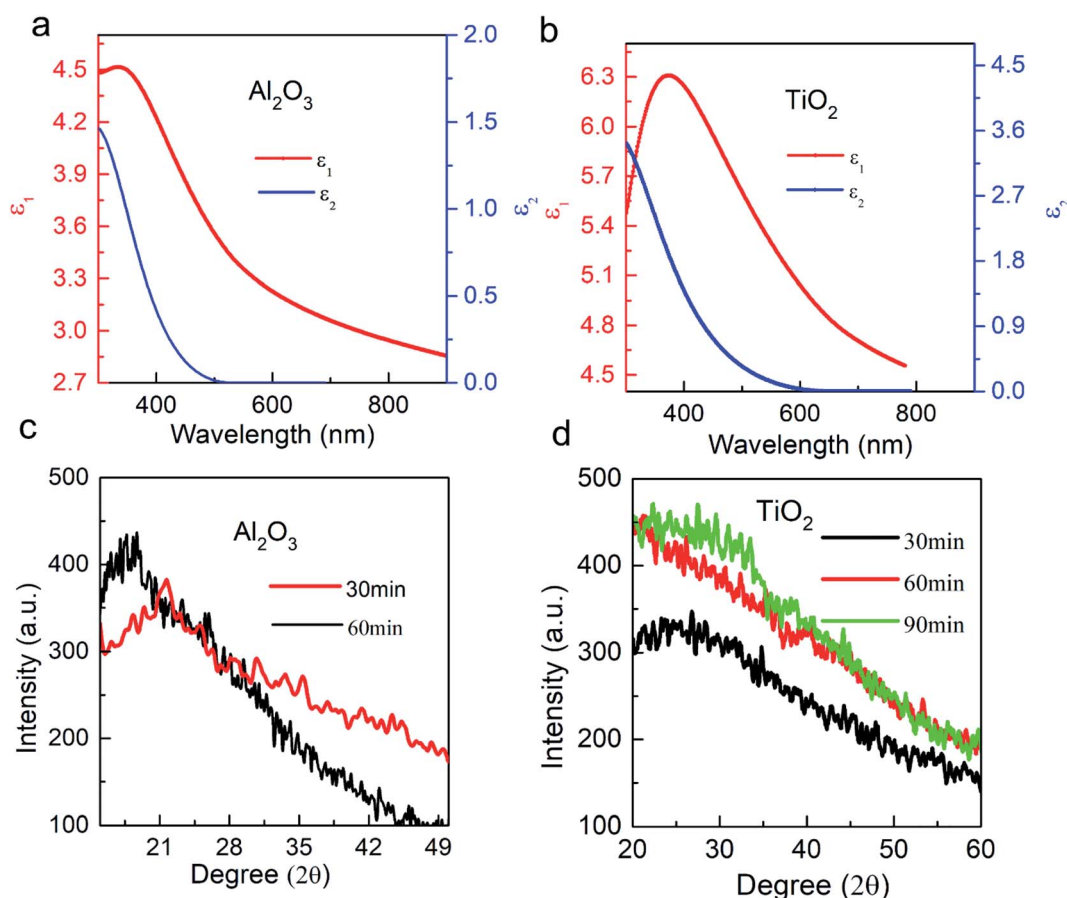 a
Al₂O₃
ε₁
ε₂
4.5
4.2
3.9
3.6
3.3
3.0
2.7
ε₁
2.0
1.5
1.0
0.5
0.0
ε₂
400
600
800
Wavelength (nm)
b
TiO₂
ε₁
ε₂
6.3
6.0
5.7
5.4
5.1
4.8
4.5
ε₁
4.5
3.6
2.7
1.8
0.9
0.0
ε₂
400
600
800
Wavelength (nm)
c
Al₂O₃
30min
60min
500
400
300
200
100
Intensity (a.u.)
21
28
35
42
49
Degree (2θ)
d
TiO₂
30min
60min
90min
500
400
300
200
100
Intensity (a.u.)
20
30
40
50
60
Degree (2θ)